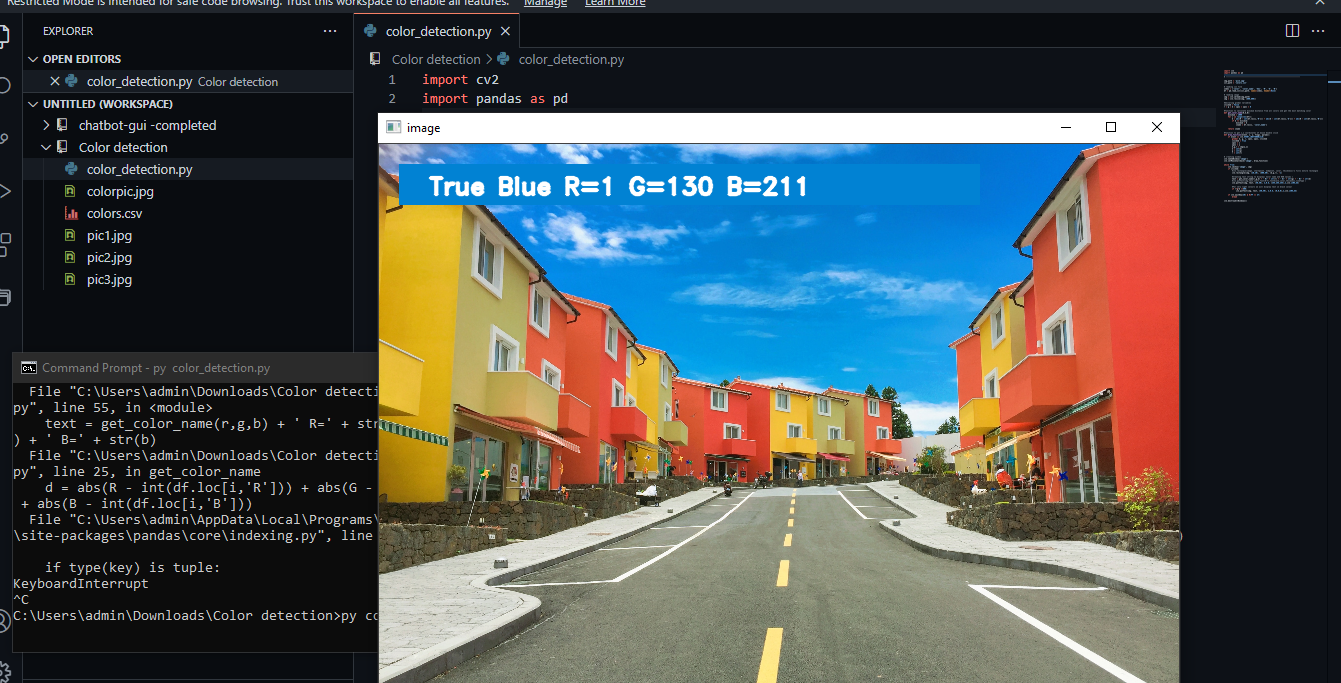 Restricted Mode is intended for safe code browsing. Trust this workspace to enable all features. Manage Learn More
EXPLORER
color_detection.py
OPEN EDITORS
color_detection.py Color detection
Color detection > color_detection.py
UNTITLED (WORKSPACE)
chatbot-gui -completed
Color detection
color_detection.py
colorpic.jpg
colors.csv
pic1.jpg
pic2.jpg
pic3.jpg
1 import cv2
2 import pandas as pd
image
True Blue R=1 G=130 B=211
Command Prompt - py color_detection.py
File "C:\Users\admin\Downloads\Color detecti
py", line 55, in <module>
text = get_color_name(r,g,b) + ' R=' + str
) + ' B=' + str(b)
File "C:\Users\admin\Downloads\Color detecti
py", line 25, in get_color_name
d = abs(R - int(df.loc[i,'R'])) + abs(G -
+ abs(B - int(df.loc[i,'B']))
File "C:\Users\admin\AppData\Local\Programs\
\site-packages\pandas\core\indexing.py", line
if type(key) is tuple:
KeyboardInterrupt
^C
C:\Users\admin\Downloads\Color detection>py co